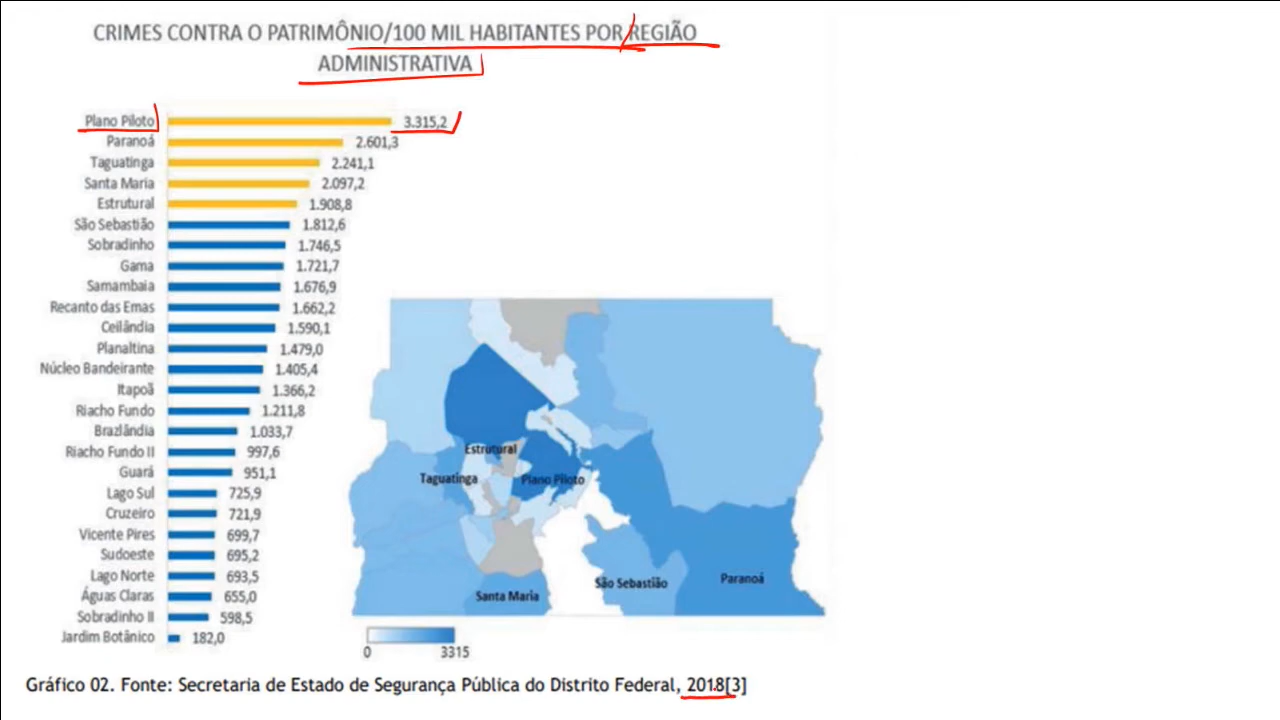 CRIMES CONTRA O PATRIMÔNIO/100 MIL HABITANTES POR REGIÃO
ADMINISTRATIVA
Plano Piloto 3.315,2
Paranoá 2.601,3
Taguatinga 2.241,1
Santa Maria 2.097,2
Estrutural 1.908,8
São Sebastião 1.812,6
Sobradinho 1.746,5
Gama 1.721,7
Samambaia 1.676,9
Recanto das Emas 1.662,2
Ceilândia 1.590,1
Planaltina 1.479,0
Núcleo Bandeirante 1.405,4
Itapoã 1.366,2
Riacho Fundo 1.211,8
Brazlândia 1.033,7
Riacho Fundo II 997,6
Guará 951,1
Lago Sul 725,9
Cruzeiro 721,9
Vicente Pires 699,7
Sudoeste 695,2
Lago Norte 693,5
Águas Claras 655,0
Sobradinho II 598,5
Jardim Botânico 182,0
Estrutural
Taguatinga
Plano Piloto
São Sebastião
Paranoá
Santa Maria
0 3315
Gráfico 02. Fonte: Secretaria de Estado de Segurança Pública do Distrito Federal, 2018[3]